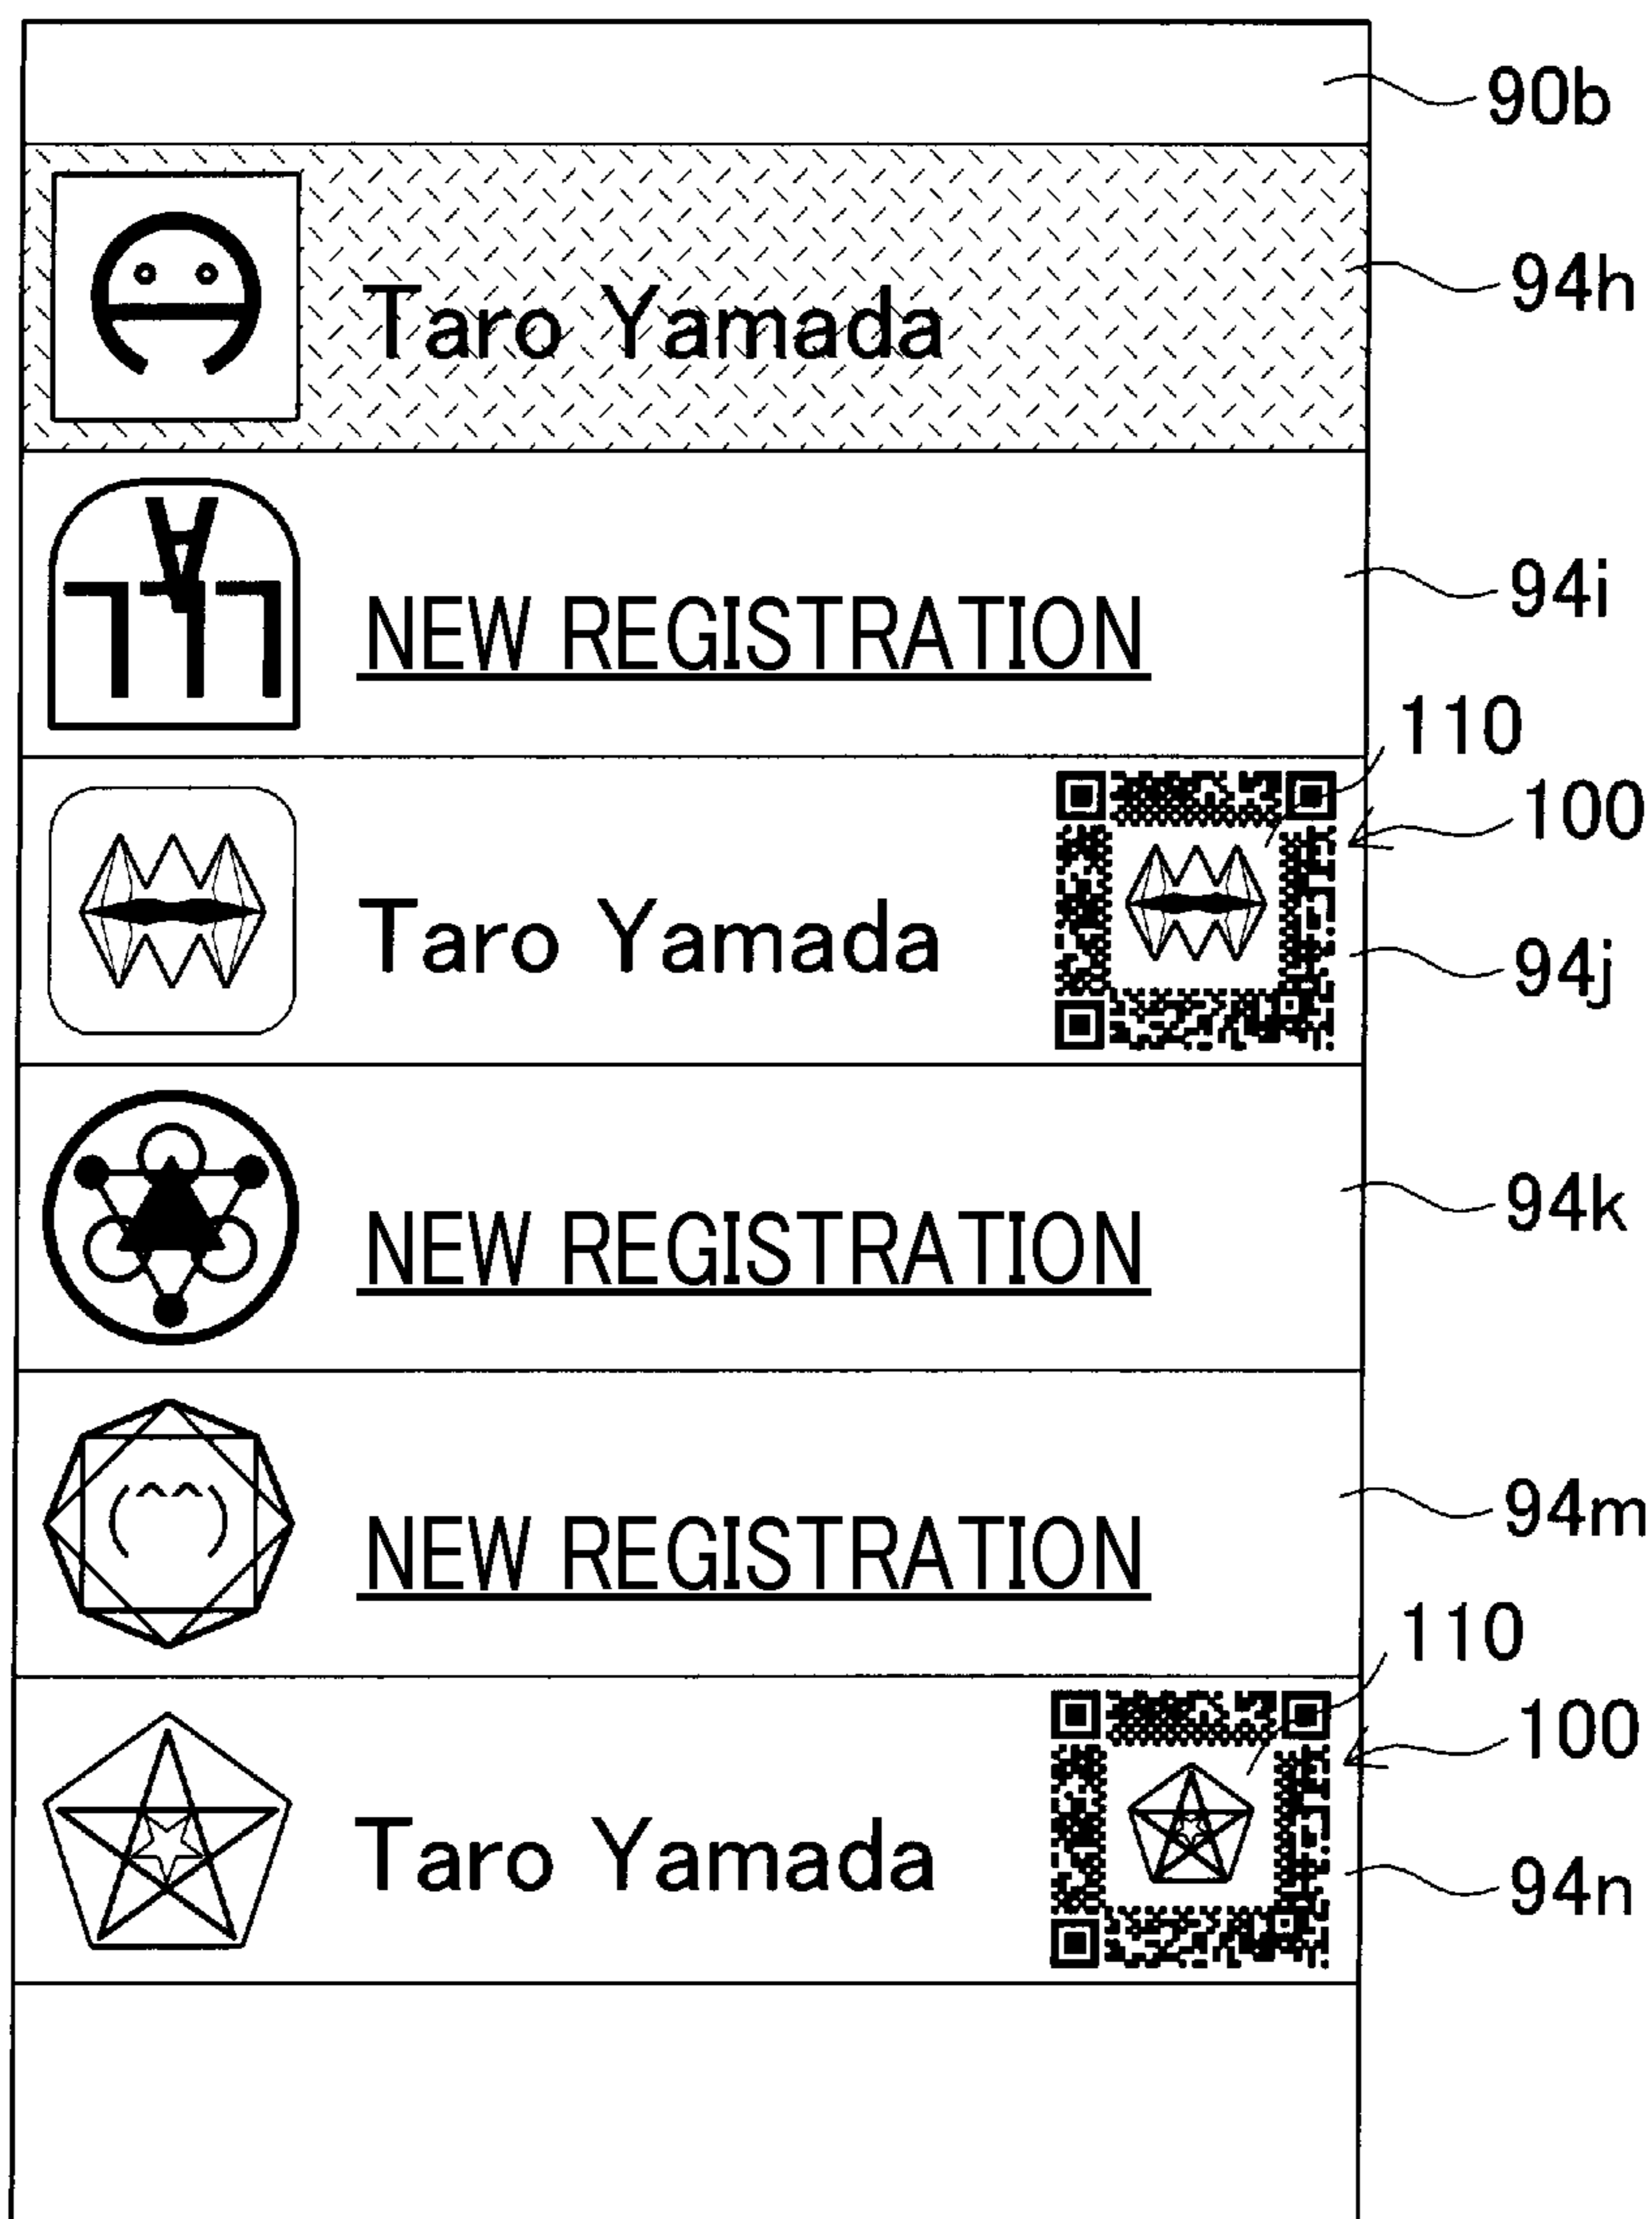 90b
Taro Yamada
94h
NEW REGISTRATION
94i
110
100
Taro Yamada
94j
NEW REGISTRATION
94k
NEW REGISTRATION
94m
110
100
Taro Yamada
94n